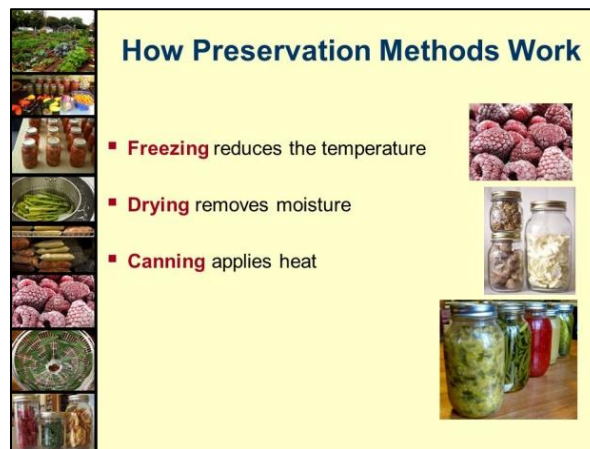 How Preservation Methods Work
Freezing reduces the temperature
Drying removes moisture
Canning applies heat